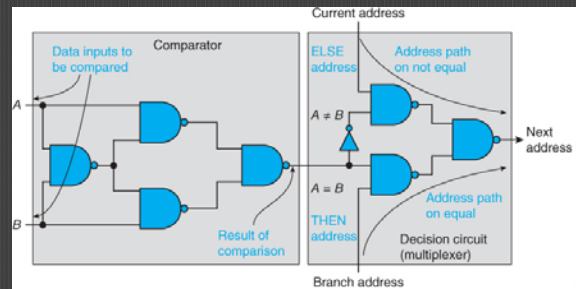 Current address
Comparator
Data inputs to
be compared
A
B
Result of
comparison
ELSE
address
Address path
on not equal
A ≠ B
Next
address
A = B
THEN
address
Address path
on equal
Decision circuit
(multiplexer)
Branch address